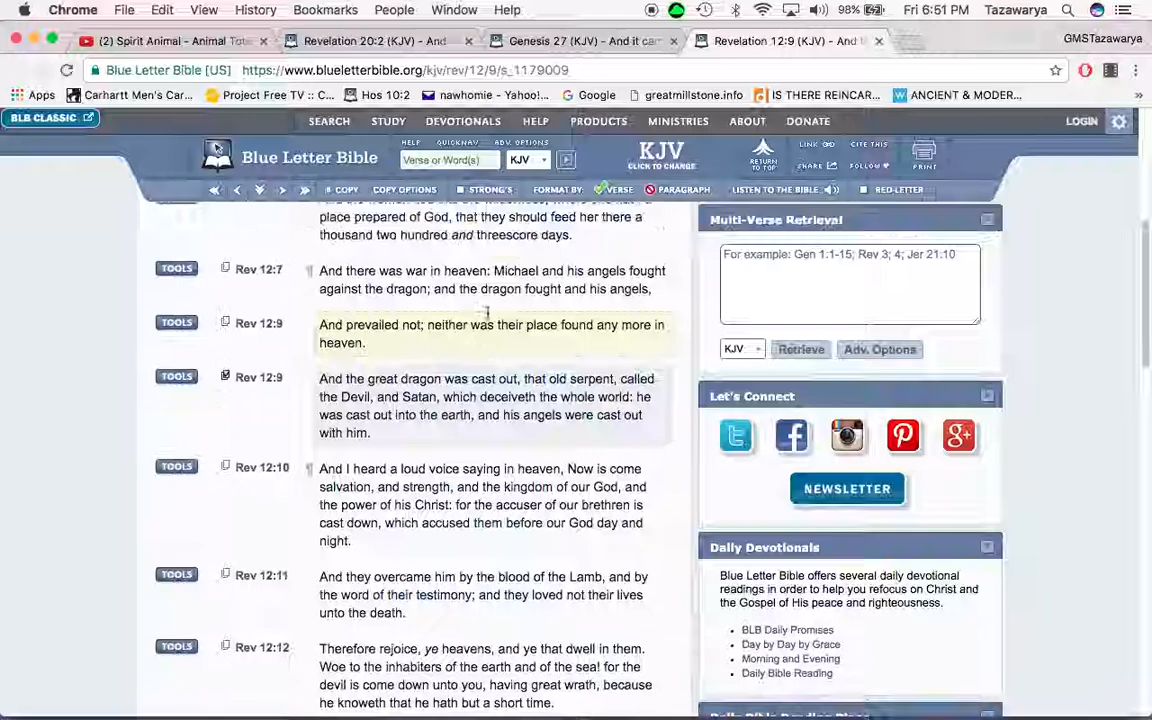 Chrome File Edit View History Bookmarks People Window Help 98% Fri 6:51 PM Tazawarya
(2) Spirit Animal - Animal Tot
Revelation 20:2 (KJV) - And
Genesis 27 (KJV) - And it cam
Revelation 12:9 (KJV) - And t
GMSTazawarya
Blue Letter Bible [US] https://www.blueletterbible.org/kjv/rev/12/9/s_1179009
Apps Carhartt Men's Car... Project Free TV :: C... Hos 10:2 nawhomie - Yahoo!... Google greatmillstone.info IS THERE REINCAR... ANCIENT & MODER... »
BLB CLASSIC
SEARCH STUDY DEVOTIONALS HELP PRODUCTS MINISTRIES ABOUT DONATE LOGIN
Blue Letter Bible
HELP QUICKNAV ADV. OPTIONS
Verse or Word(s) KJV
KJV
CLICK TO CHANGE
RETURN
TO TOP
LINK CITE THIS
SHARE FOLLOW PRINT
COPY COPY OPTIONS STRONG'S FORMAT BY: VERSE PARAGRAPH LISTEN TO THE BIBLE RED-LETTER
place prepared of God, that they should feed her there a
thousand two hundred and threescore days.
TOOLS Rev 12:7 ¶ And there was war in heaven: Michael and his angels fought
against the dragon; and the dragon fought and his angels,
TOOLS Rev 12:9 And prevailed not; neither was their place found any more in
heaven.
TOOLS Rev 12:9 And the great dragon was cast out, that old serpent, called
the Devil, and Satan, which deceiveth the whole world: he
was cast out into the earth, and his angels were cast out
with him.
TOOLS Rev 12:10 ¶ And I heard a loud voice saying in heaven, Now is come
salvation, and strength, and the kingdom of our God, and
the power of his Christ: for the accuser of our brethren is
cast down, which accused them before our God day and
night.
TOOLS Rev 12:11 And they overcame him by the blood of the Lamb, and by
the word of their testimony; and they loved not their lives
unto the death.
TOOLS Rev 12:12 Therefore rejoice, ye heavens, and ye that dwell in them.
Woe to the inhabiters of the earth and of the sea! for the
devil is come down unto you, having great wrath, because
he knoweth that he hath but a short time.
Multi-Verse Retrieval
For example: Gen 1:1-15; Rev 3; 4; Jer 21:10
KJV Retrieve Adv. Options
Let's Connect
NEWSLETTER
Daily Devotionals
Blue Letter Bible offers several daily devotional
readings in order to help you refocus on Christ and
the Gospel of His peace and righteousness.
• BLB Daily Promises
• Day by Day by Grace
• Morning and Evening
• Daily Bible Reading